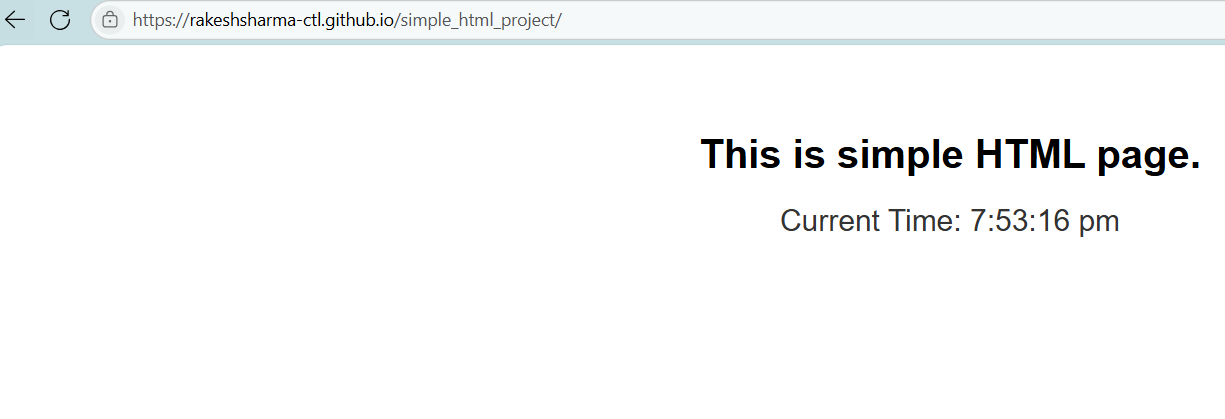 https://rakeshsharma-ctl.github.io/simple_html_project/
This is simple HTML page.
Current Time: 7:53:16 pm